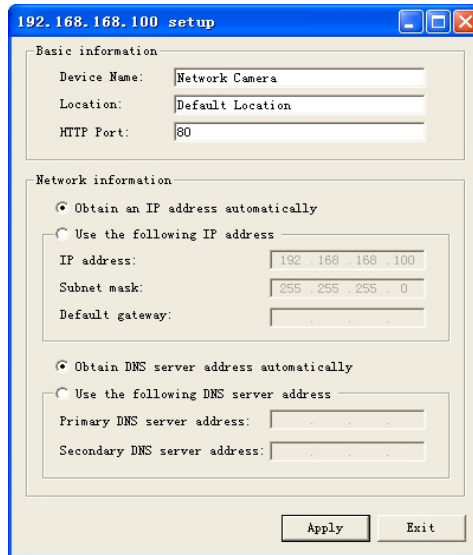 192.168.168.100 setup
Basic information
Device Name: Network Camera
Location: Default Location
HTTP Port: 80
Network information
Obtain an IP address automatically
Use the following IP address
IP address: 192 . 168 . 168 . 100
Subnet mask: 255 . 255 . 255 . 0
Default gateway: . . .
Obtain DNS server address automatically
Use the following DNS server address
Primary DNS server address: . . .
Secondary DNS server address: . . .
Apply Exit